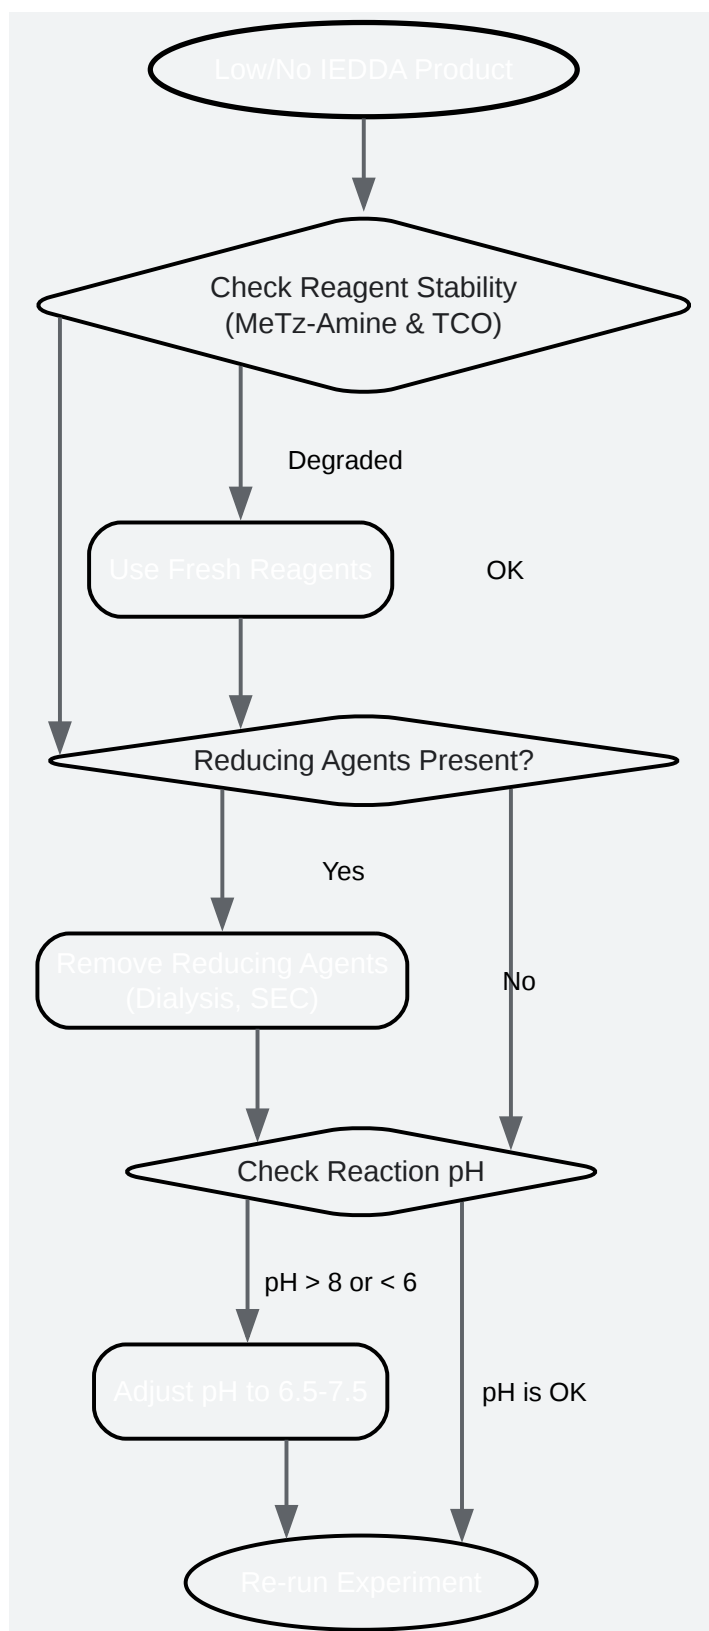 Low/No IEDDA Product
Check Reagent Stability
(MeTz-Amine & TCO)
Degraded
Use Fresh Reagents
OK
Reducing Agents Present?
Yes
Remove Reducing Agents
(Dialysis, SEC)
No
Check Reaction pH
pH > 8 or < 6
Adjust pH to 6.5-7.5
pH is OK
Re-run Experiment